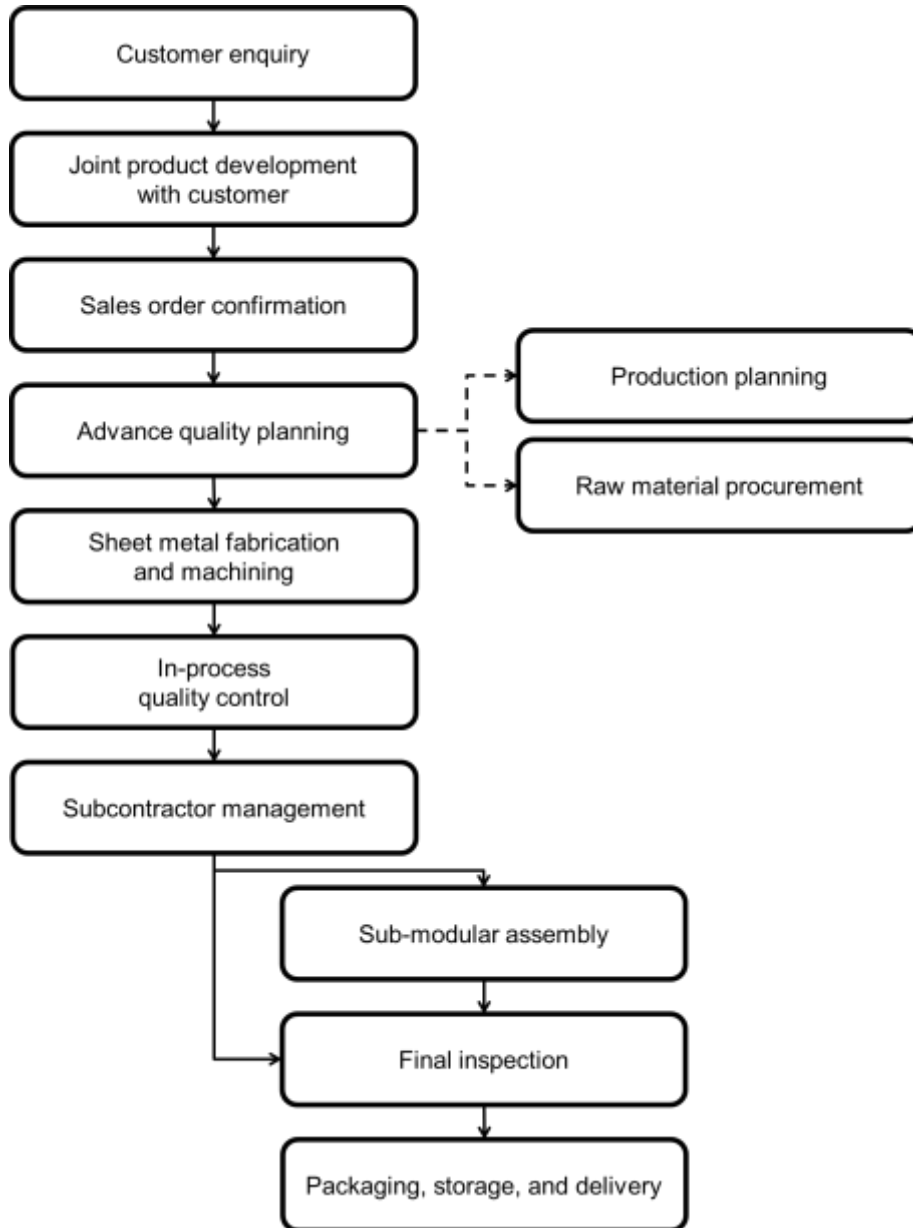 Customer enquiry
Joint product development
with customer
Sales order confirmation
Advance quality planning
Production planning
Raw material procurement
Sheet metal fabrication
and machining
In-process
quality control
Subcontractor management
Sub-modular assembly
Final inspection
Packaging, storage, and delivery